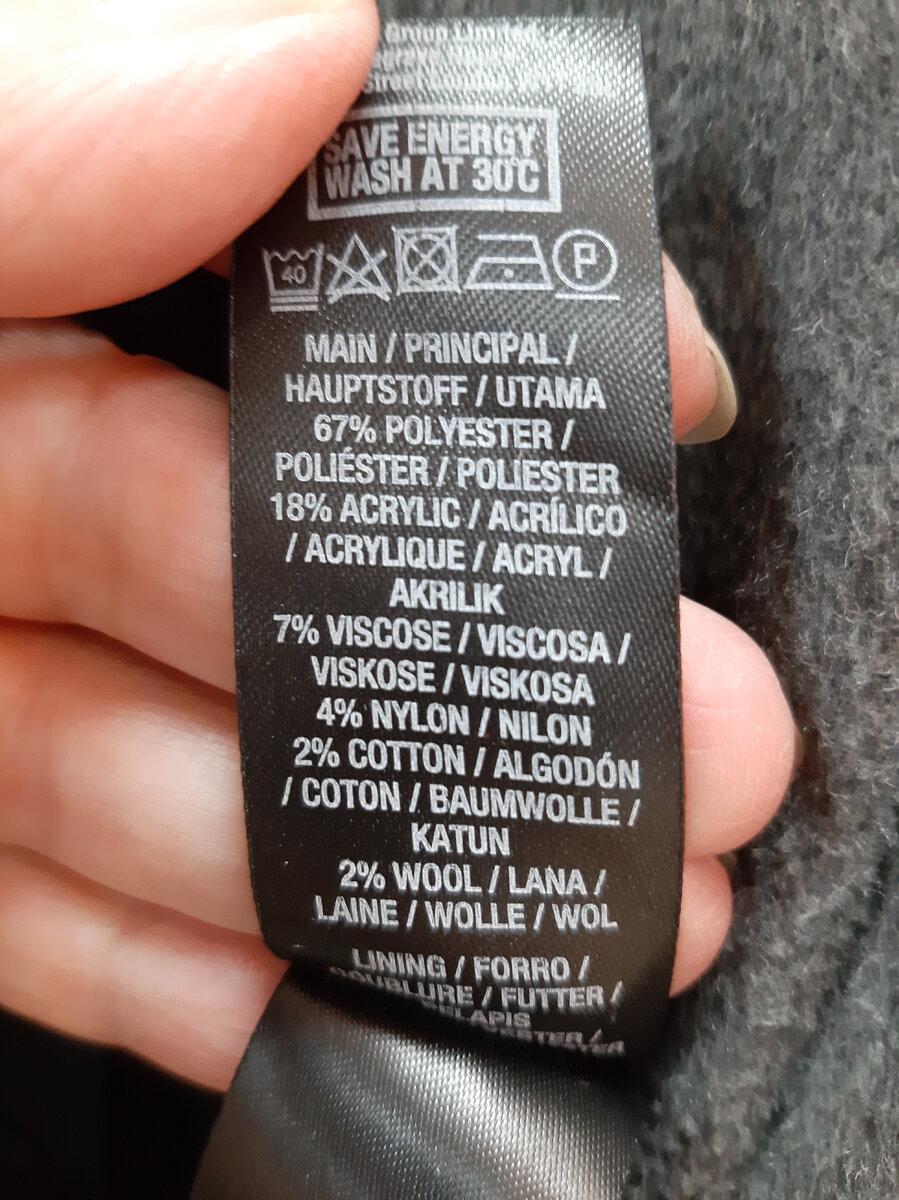 SAVE ENERGY
WASH AT 30°C
40 P
MAIN / PRINCIPAL /
HAUPTSTOFF / UTAMA
67% POLYESTER /
POLIÉSTER / POLIESTER
18% ACRYLIC / ACRÍLICO
/ ACRYLIQUE / ACRYL /
AKRILIK
7% VISCOSE / VISCOSA /
VISKOSE / VISKOSA
4% NYLON / NILON
2% COTTON / ALGODÓN
/ COTON / BAUMWOLLE /
KATUN
2% WOOL / LANA /
LAINE / WOLLE / WOL
LINING / FORRO /
DOUBLURE / FUTTER /